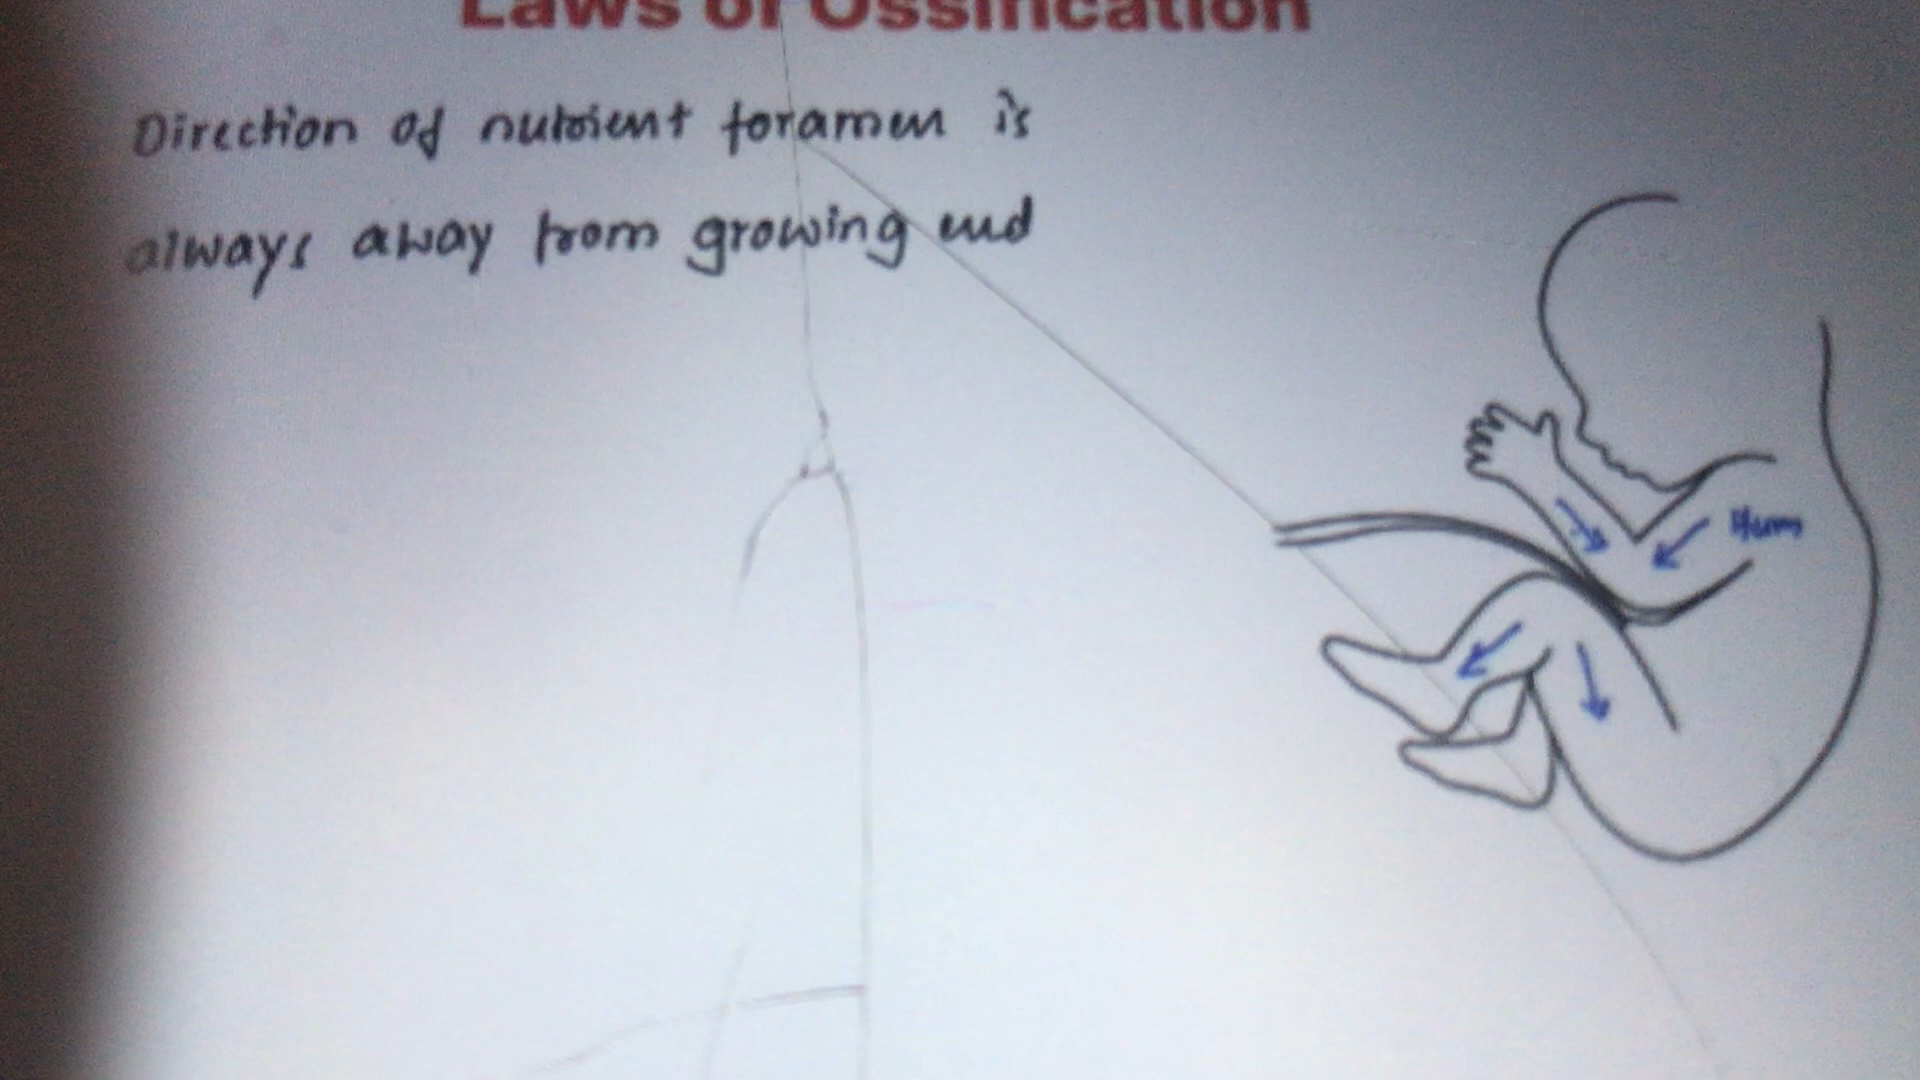 Laws of Ossification
Direction of nutrient foramen is
always away from growing end
Hum